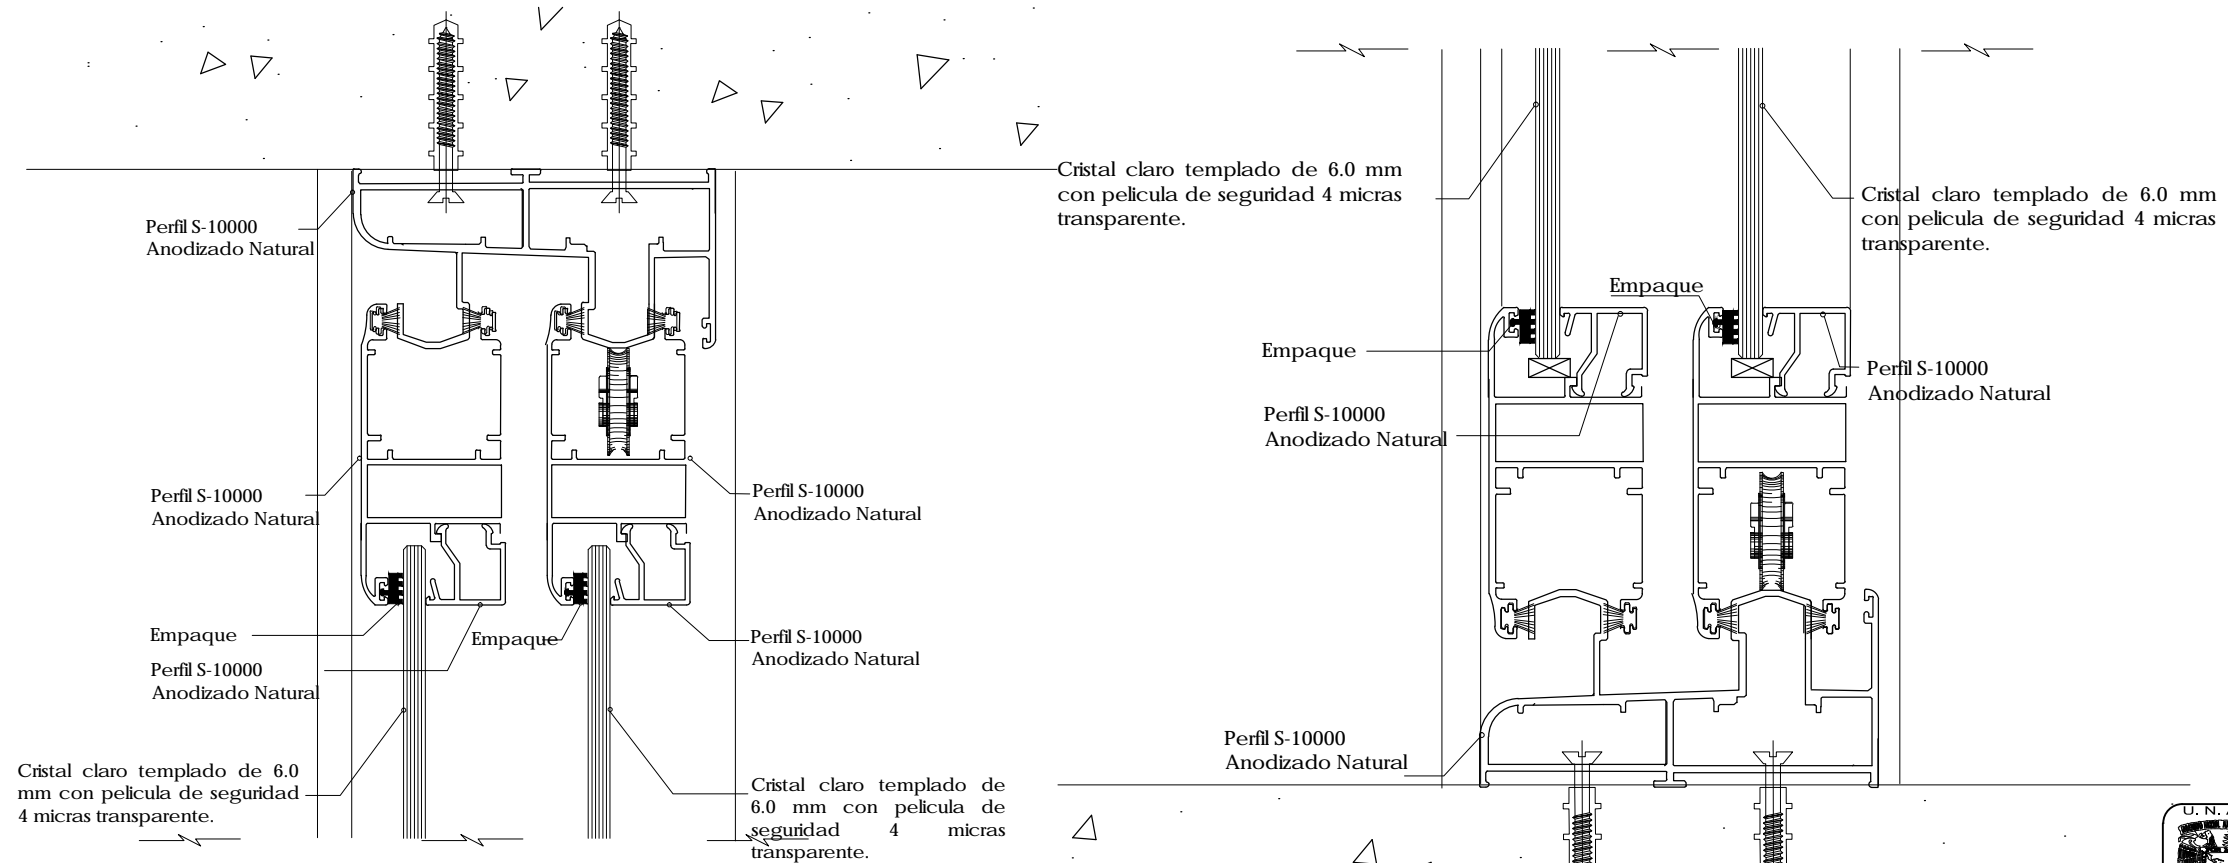 Perfil S-10000
Anodizado Natural
Perfil S-10000
Anodizado Natural
Perfil S-10000
Anodizado Natural
Empaque
Empaque
Perfil S-10000
Anodizado Natural
Perfil S-10000
Anodizado Natural
Cristal claro templado de 6.0
mm con pelicula de seguridad
4 micras transparente.
Cristal claro templado de
6.0 mm con pelicula de
seguridad 4 micras
transparente.
Cristal claro templado de 6.0 mm
con pelicula de seguridad 4 micras
transparente.
Cristal claro templado de 6.0 mm
con pelicula de seguridad 4 micras
transparente.
Empaque
Empaque
Perfil S-10000
Anodizado Natural
Perfil S-10000
Anodizado Natural
Perfil S-10000
Anodizado Natural
U. N.